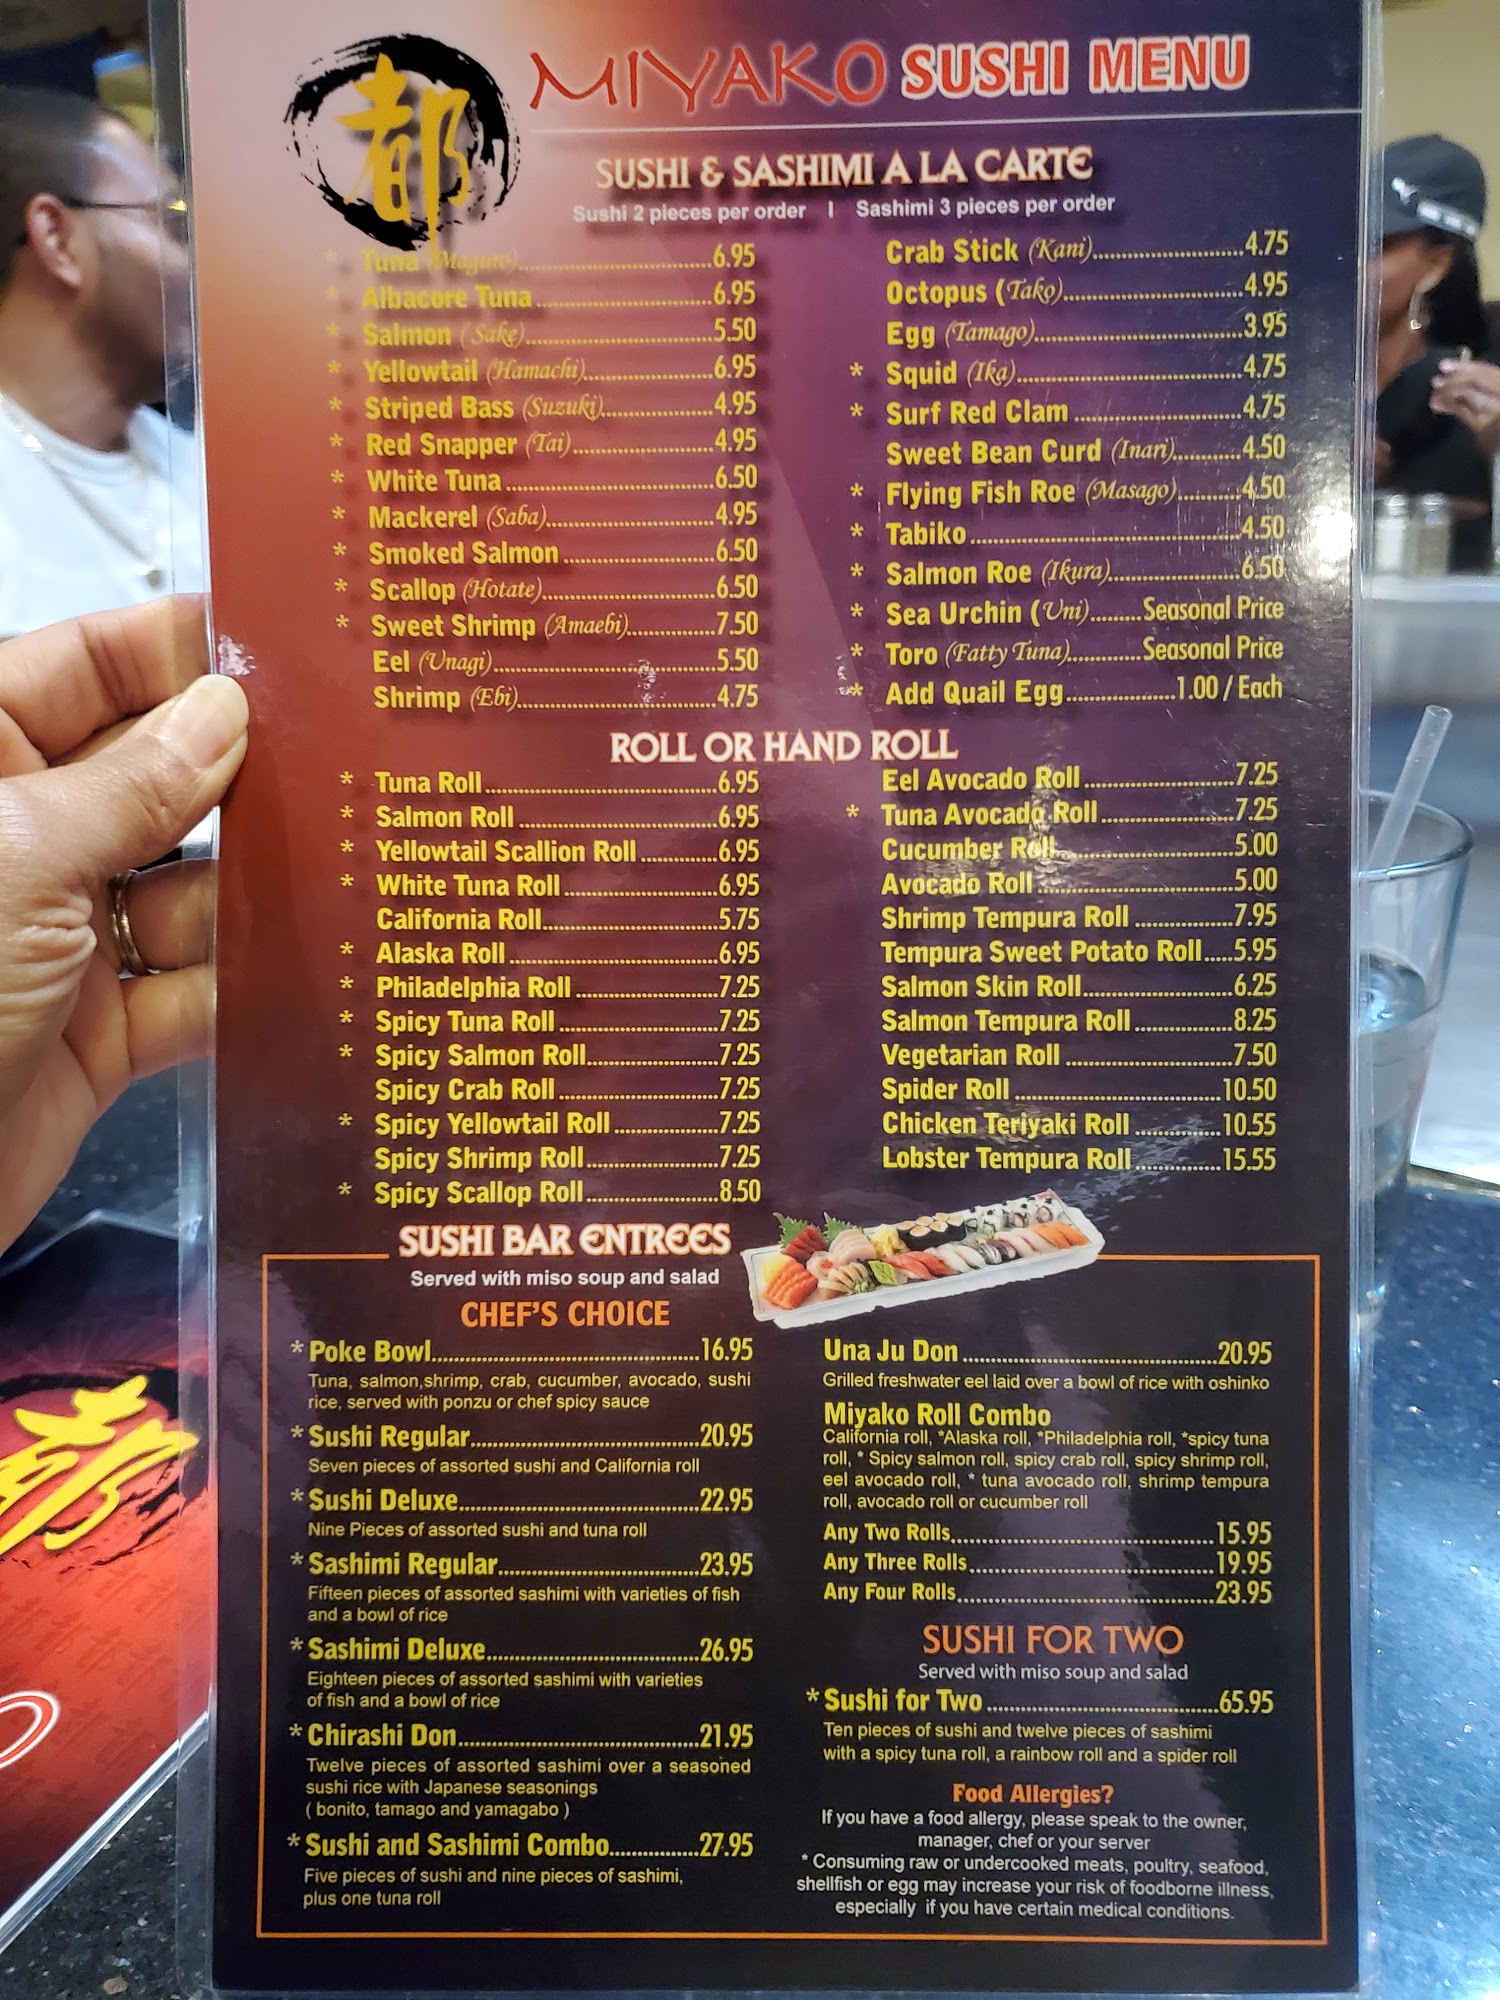 都
MIYAKO SUSHI MENU
SUSHI & SASHIMI A LA CARTE
Sushi 2 pieces per order | Sashimi 3 pieces per order
* Tuna (Maguro)..........6.95
* Albacore Tuna..........6.95
* Salmon (Sake)..........5.50
* Yellowtail (Hamachi)..........6.95
* Striped Bass (Suzuki)..........4.95
* Red Snapper (Tai)..........4.95
* White Tuna..........6.50
* Mackerel (Saba)..........4.95
* Smoked Salmon..........6.50
* Scallop (Hotate)..........6.50
* Sweet Shrimp (Amaebi)..........7.50
Eel (Unagi)..........5.50
Shrimp (Ebi)..........4.75
Crab Stick (Kani)..........4.75
Octopus (Tako)..........4.95
Egg (Tamago)..........3.95
* Squid (Ika)..........4.75
* Surf Red Clam..........4.75
Sweet Bean Curd (Inari)..........4.50
* Flying Fish Roe (Masago)..........4.50
* Tabiko..........4.50
* Salmon Roe (Ikura)..........6.50
* Sea Urchin (Uni)..........Seasonal Price
* Toro (Fatty Tuna)..........Seasonal Price
* Add Quail Egg..........1.00 / Each
ROLL OR HAND ROLL
* Tuna Roll..........6.95
* Salmon Roll..........6.95
* Yellowtail Scallion Roll..........6.95
* White Tuna Roll..........6.95
California Roll..........5.75
* Alaska Roll..........6.95
* Philadelphia Roll..........7.25
* Spicy Tuna Roll..........7.25
* Spicy Salmon Roll..........7.25
Spicy Crab Roll..........7.25
* Spicy Yellowtail Roll..........7.25
Spicy Shrimp Roll..........7.25
* Spicy Scallop Roll..........8.50
Eel Avocado Roll..........7.25
* Tuna Avocado Roll..........7.25
Cucumber Roll..........5.00
Avocado Roll..........5.00
Shrimp Tempura Roll..........7.95
Tempura Sweet Potato Roll.....5.95
Salmon Skin Roll..........6.25
Salmon Tempura Roll..........8.25
Vegetarian Roll..........7.50
Spider Roll..........10.50
Chicken Teriyaki Roll..........10.55
Lobster Tempura Roll..........15.55
SUSHI BAR ENTREES
Served with miso soup and salad
CHEF'S CHOICE
* Poke Bowl..........16.95
Tuna, salmon,shrimp, crab, cucumber, avocado, sushi
rice, served with ponzu or chef spicy sauce
* Sushi Regular..........20.95
Seven pieces of assorted sushi and California roll
* Sushi Deluxe..........22.95
Nine Pieces of assorted sushi and tuna roll
* Sashimi Regular..........23.95
Fifteen pieces of assorted sashimi with varieties of fish
and a bowl of rice
* Sashimi Deluxe..........26.95
Eighteen pieces of assorted sashimi with varieties
of fish and a bowl of rice
* Chirashi Don..........21.95
Twelve pieces of assorted sashimi over a seasoned
sushi rice with Japanese seasonings
( bonito, tamago and yamagabo )
* Sushi and Sashimi Combo..........27.95
Five pieces of sushi and nine pieces of sashimi,
plus one tuna roll
Una Ju Don..........20.95
Grilled freshwater eel laid over a bowl of rice with oshinko
Miyako Roll Combo
California roll, *Alaska roll, *Philadelphia roll, *spicy tuna
roll, * Spicy salmon roll, spicy crab roll, spicy shrimp roll,
eel avocado roll, * tuna avocado roll, shrimp tempura
roll, avocado roll or cucumber roll
Any Two Rolls..........15.95
Any Three Rolls..........19.95
Any Four Rolls..........23.95
SUSHI FOR TWO
Served with miso soup and salad
* Sushi for Two..........65.95
Ten pieces of sushi and twelve pieces of sashimi
with a spicy tuna roll, a rainbow roll and a spider roll
Food Allergies?
If you have a food allergy, please speak to the owner,
manager, chef or your server
* Consuming raw or undercooked meats, poultry, seafood,
shellfish or egg may increase your risk of foodborne illness,
especially if you have certain medical conditions.